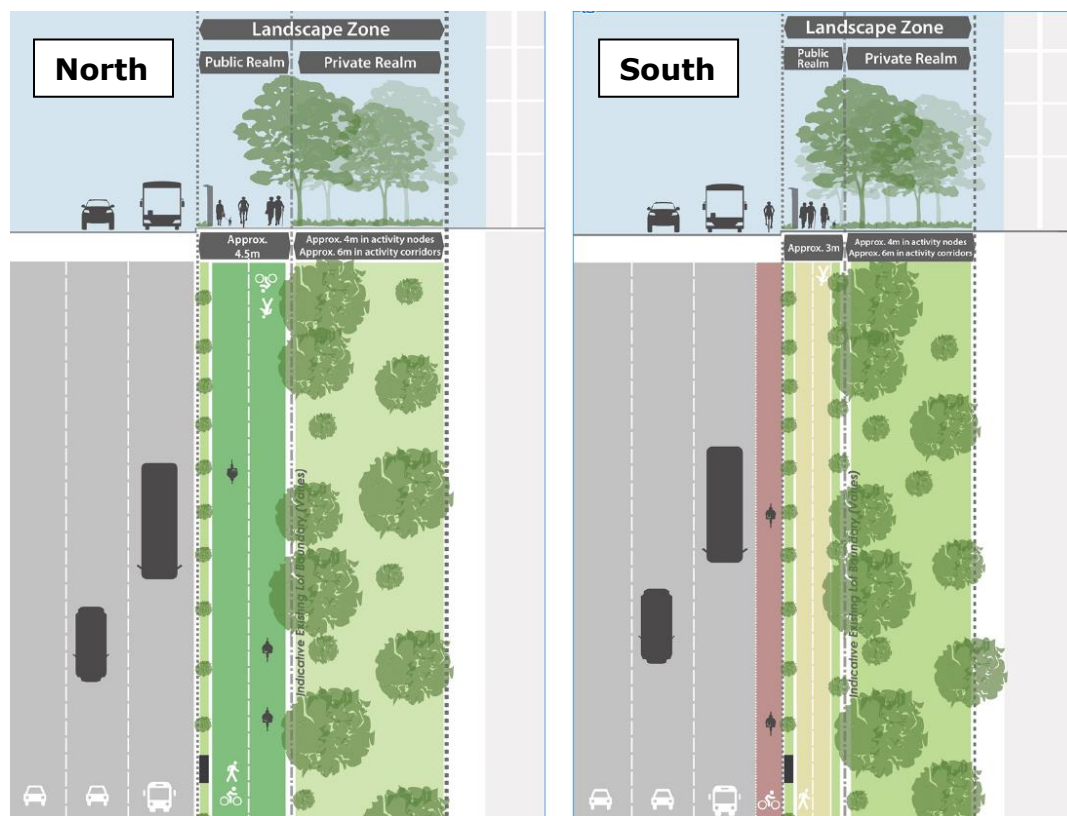 North
Landscape Zone
Public Realm
Private Realm
Approx.
4.5m
Approx. 4m in activity nodes
Approx. 6m in activity corridors
Indicative Existing Lot Boundary (Varies)
South
Landscape Zone
Public
Realm
Private Realm
Approx. 3m
Approx. 4m in activity nodes
Approx. 6m in activity corridors
Indicative Existing Lot Boundary (Varies)